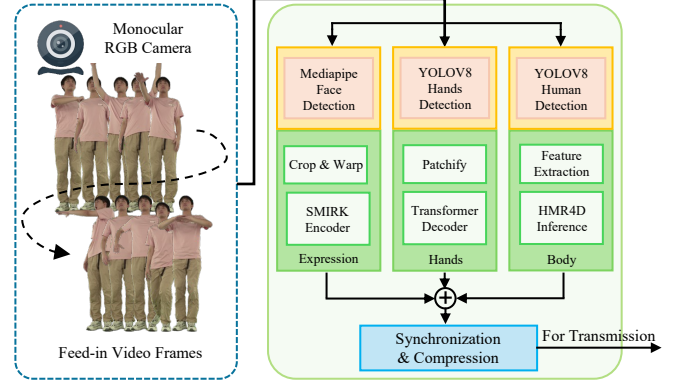 Monocular
RGB Camera
Feed-in Video Frames
Mediapipe
Face
Detection
YOLOV8
Hands
Detection
YOLOV8
Human
Detection
Crop & Warp
SMIRK
Encoder
Expression
Patchify
Transformer
Decoder
Hands
Feature
Extraction
HMR4D
Inference
Body
Synchronization
& Compression
For Transmission